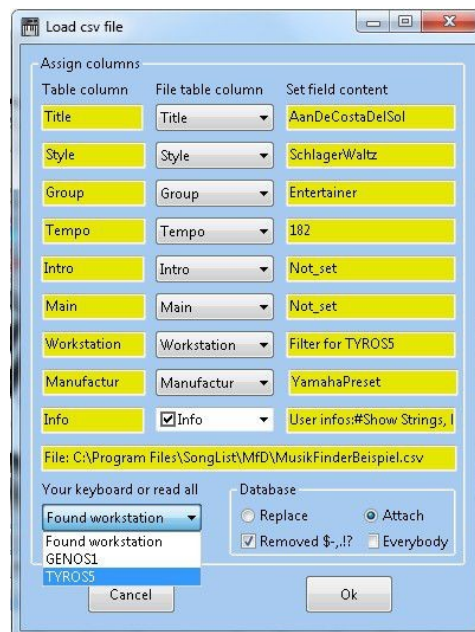 Load csv file
Assign columns
Table column File table column Set field content
Title Title AanDeCostaDelSol
Style Style SchlagerWaltz
Group Group Entertainer
Tempo Tempo 182
Intro Intro Not_set
Main Main Not_set
Workstation Workstation Filter for TYROS5
Manufactur Manufactur YamahaPreset
Info Info User infos:#Show Strings, I
File: C:\Program Files\SongList\MfD\MusikFinderBeispiel.csv
Your keyboard or read all Database
Found workstation Replace Attach
Found workstation Removed $-,.!? Everybody
GENOS1
TYROS5
Cancel Ok